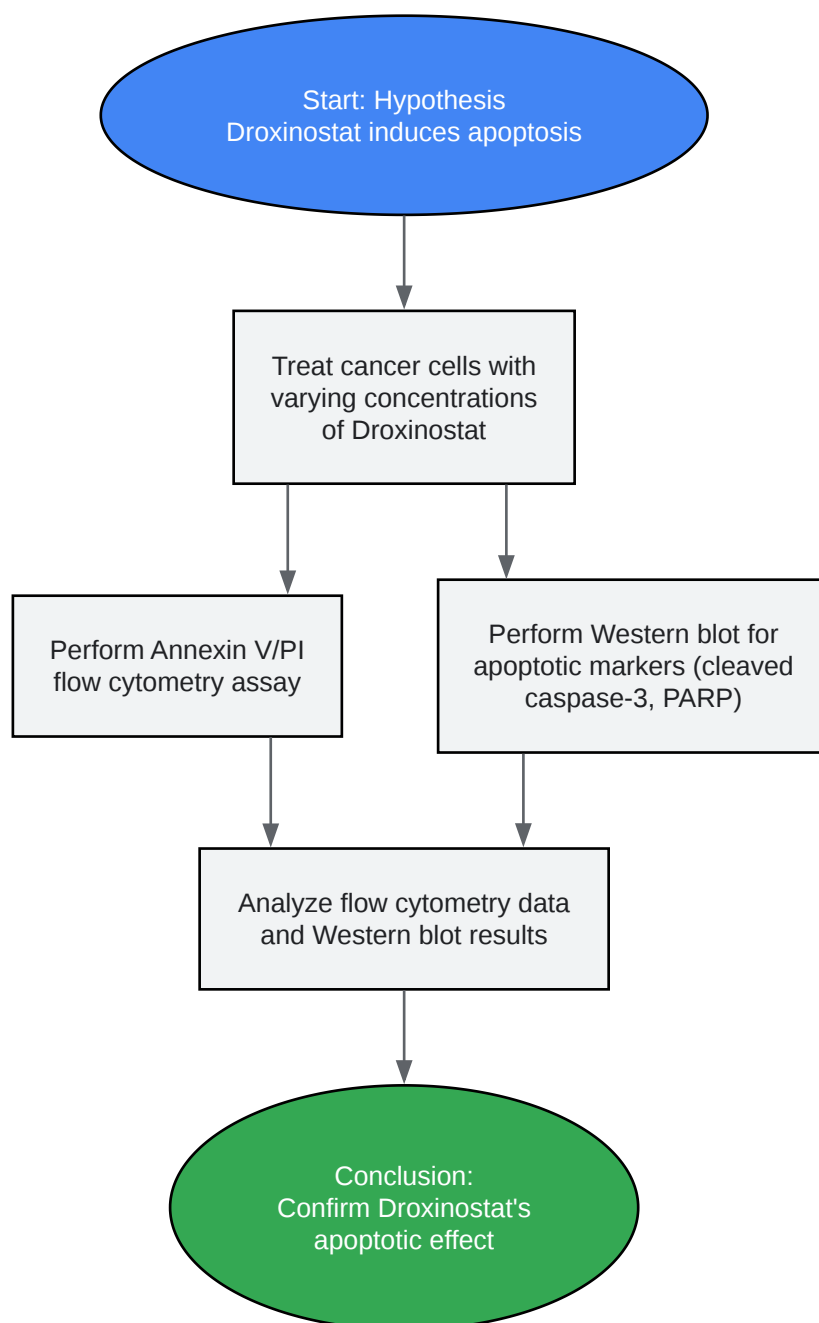 Start: Hypothesis
Droxinostat induces apoptosis
Treat cancer cells with
varying concentrations
of Droxinostat
Perform Annexin V/PI
flow cytometry assay
Perform Western blot for
apoptotic markers (cleaved
caspase-3, PARP)
Analyze flow cytometry data
and Western blot results
Conclusion:
Confirm Droxinostat's
apoptotic effect